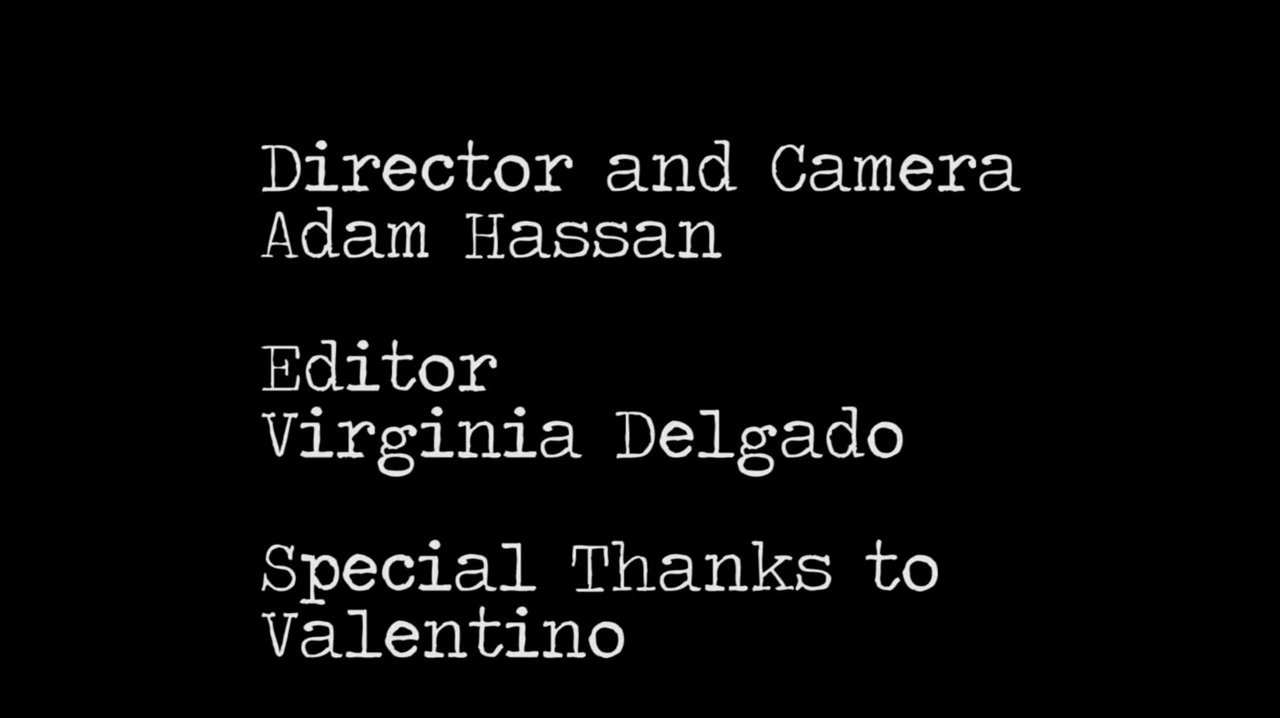 Director and Camera
Adam Hassan
Editor
Virginia Delgado
Special Thanks to
Valentino